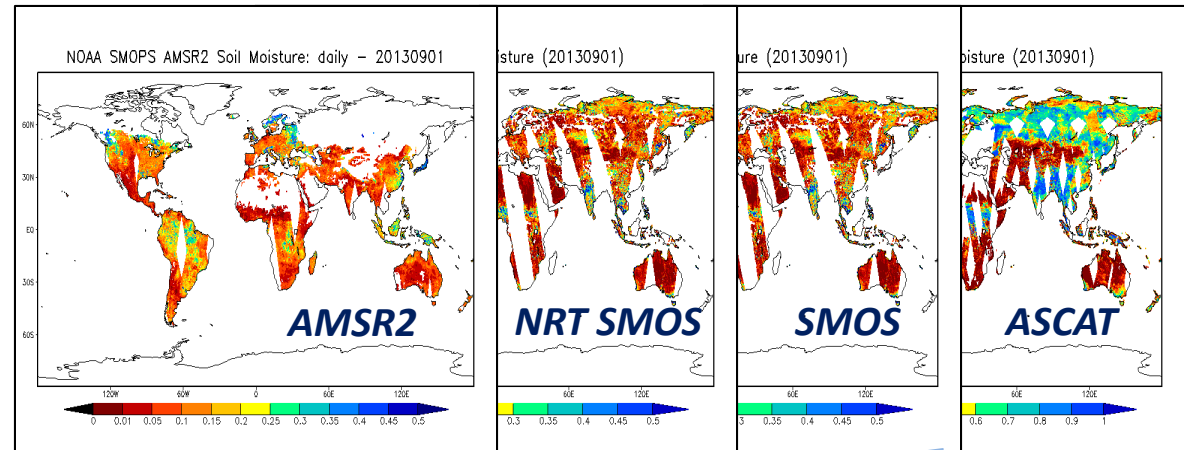 NOAA SMOPS AMSR2 Soil Moisture: daily - 20130901
isture (20130901)
ure (20130901)
oisture (20130901)
60N
30N
EQ
30S
60S
AMSR2
NRT SMOS
SMOS
ASCAT
120W 60W 0 60E 120E
60E 120E
60E 120E
60E 120E
0 0.01 0.05 0.1 0.15 0.2 0.25 0.3 0.35 0.4 0.45 0.5
0.3 0.35 0.4 0.45 0.5
0.35 0.4 0.45 0.5
0.6 0.7 0.8 0.9 1